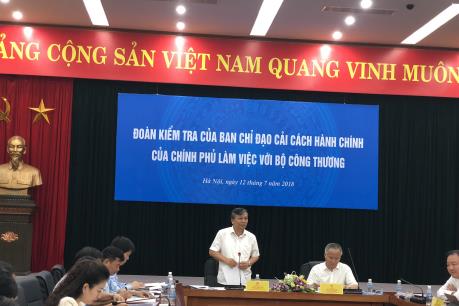 ẢNG CỘNG SẢN VIỆT NAM QUANG VINH MUÔN
ĐOÀN KIỂM TRA CỦA BAN CHỈ ĐẠO CẢI CÁCH HÀNH CHÍNH
CỦA CHÍNH PHỦ LÀM VIỆC VỚI BỘ CÔNG THƯƠNG
Hà Nội, ngày 12 tháng 7 năm 2018